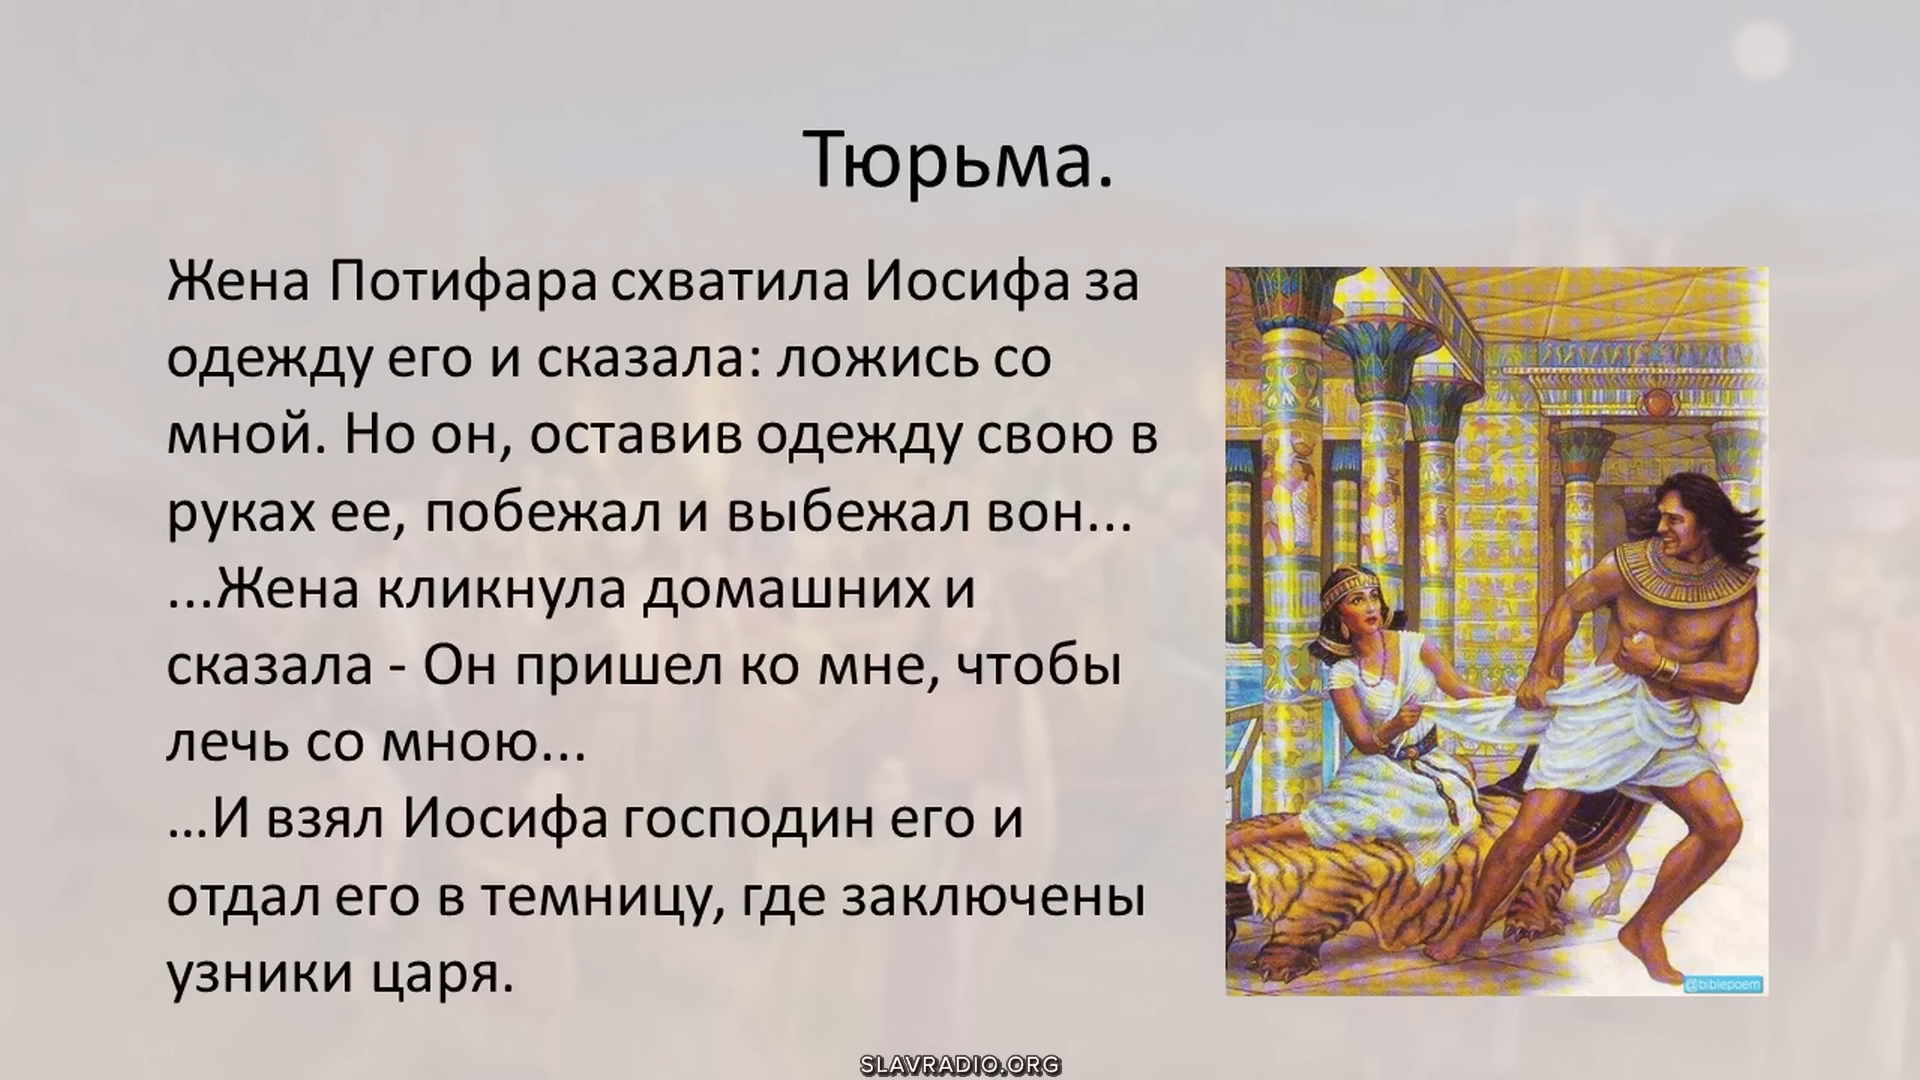 Тюрьма.
Жена Потифара схватила Иосифа за
одежду его и сказала: ложись со
мной. Но он, оставив одежду свою в
руках ее, побежал и выбежал вон...
...Жена кликнула домашних и
сказала - Он пришел ко мне, чтобы
лечь со мною...
...И взял Иосифа господин его и
отдал его в темницу, где заключены
узники царя.
@biblepoem
SLAVRADIO.ORG